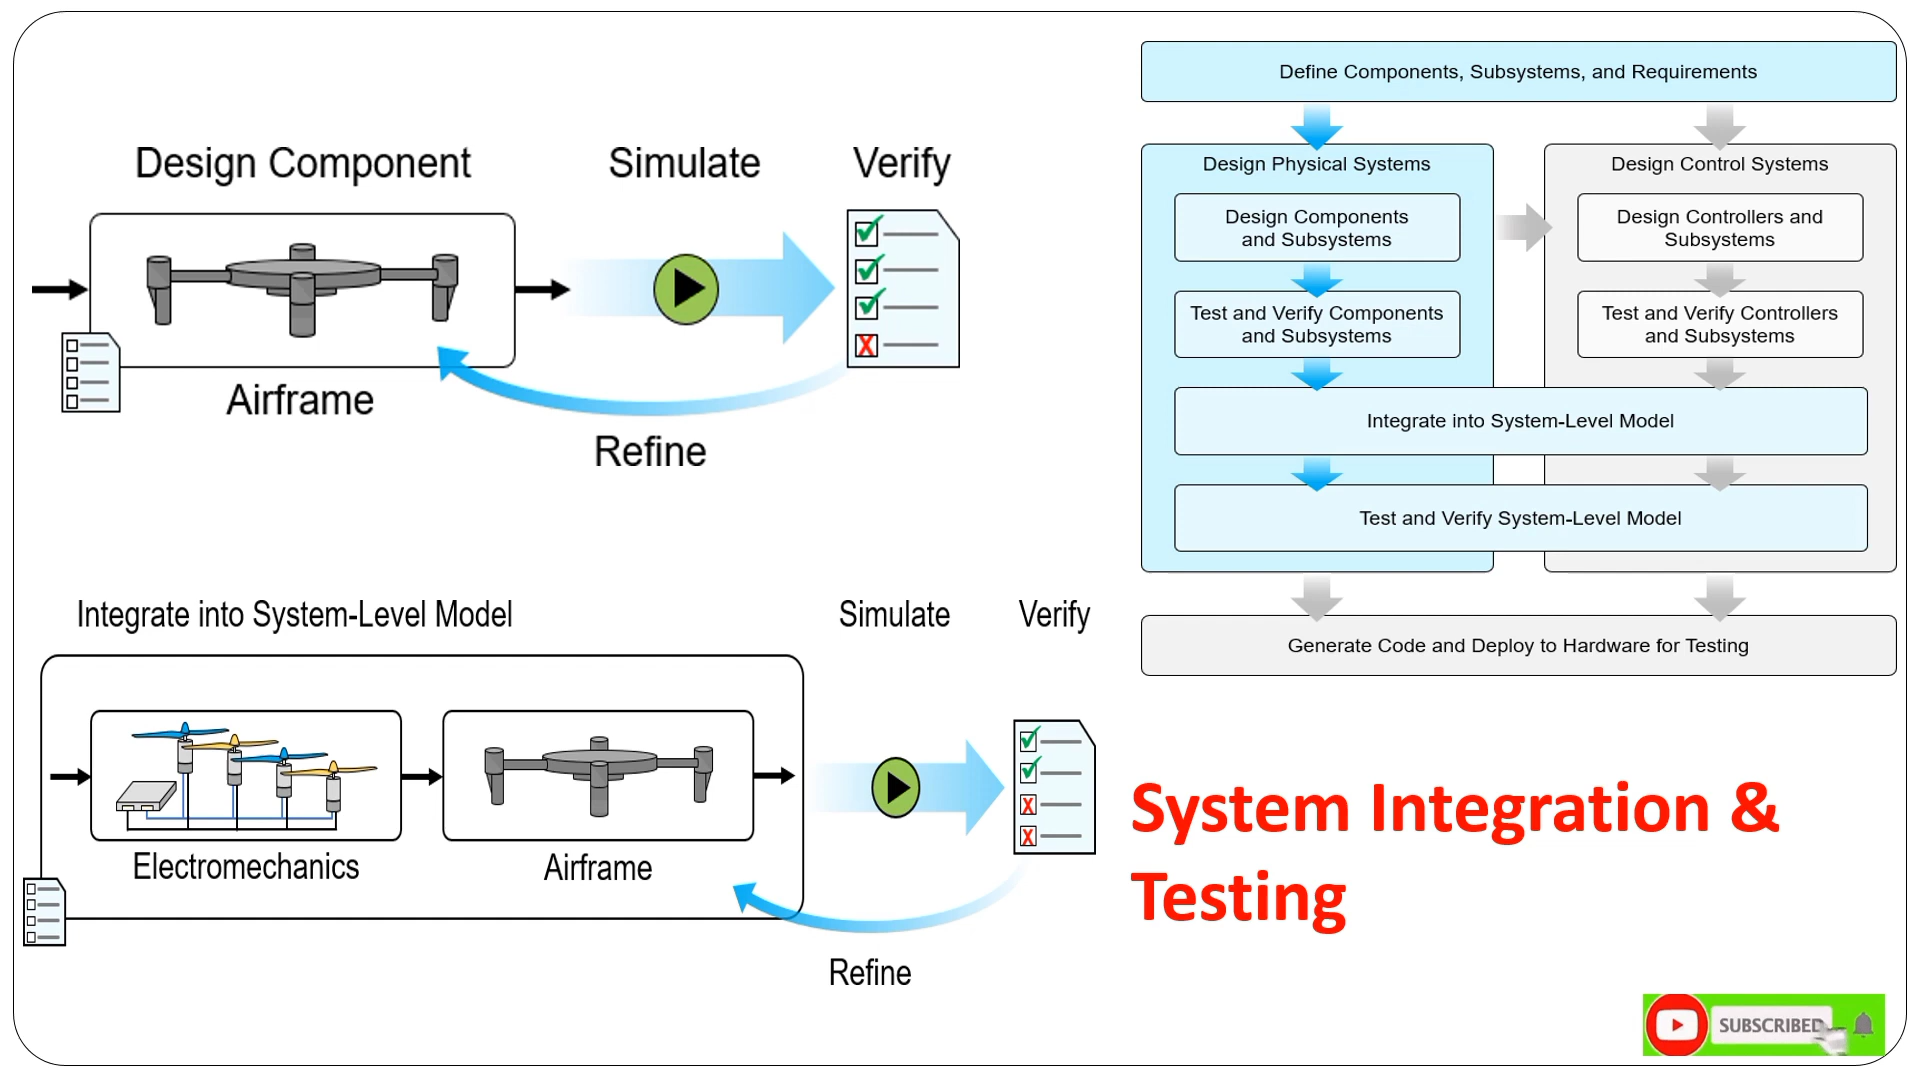 Design Component
Simulate
Verify
Airframe
Refine
Integrate into System-Level Model
Simulate
Verify
Electromechanics
Airframe
Refine
Define Components, Subsystems, and Requirements
Design Physical Systems
Design Components
and Subsystems
Test and Verify Components
and Subsystems
Design Control Systems
Design Controllers and
Subsystems
Test and Verify Controllers
and Subsystems
Integrate into System-Level Model
Test and Verify System-Level Model
Generate Code and Deploy to Hardware for Testing
System Integration &
Testing
SUBSCRIBED